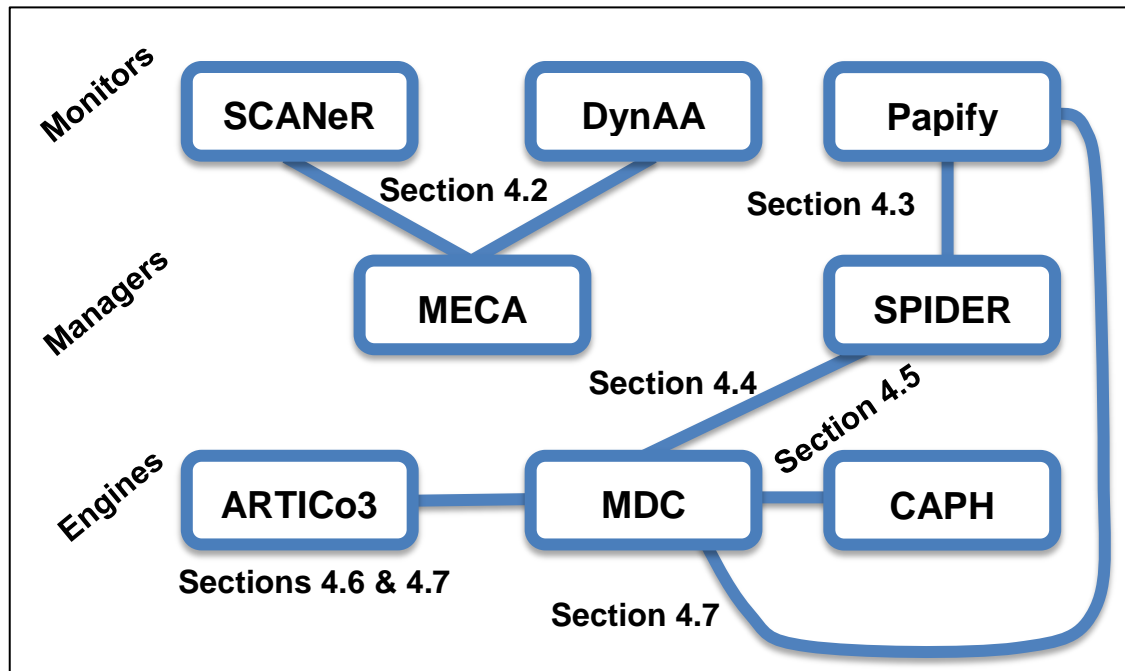 Monitors
SCANeR
DynAA
Papify
Section 4.2
Section 4.3
Managers
MECA
SPIDER
Section 4.4
Section 4.5
Engines
ARTICo3
MDC
CAPH
Sections 4.6 & 4.7
Section 4.7